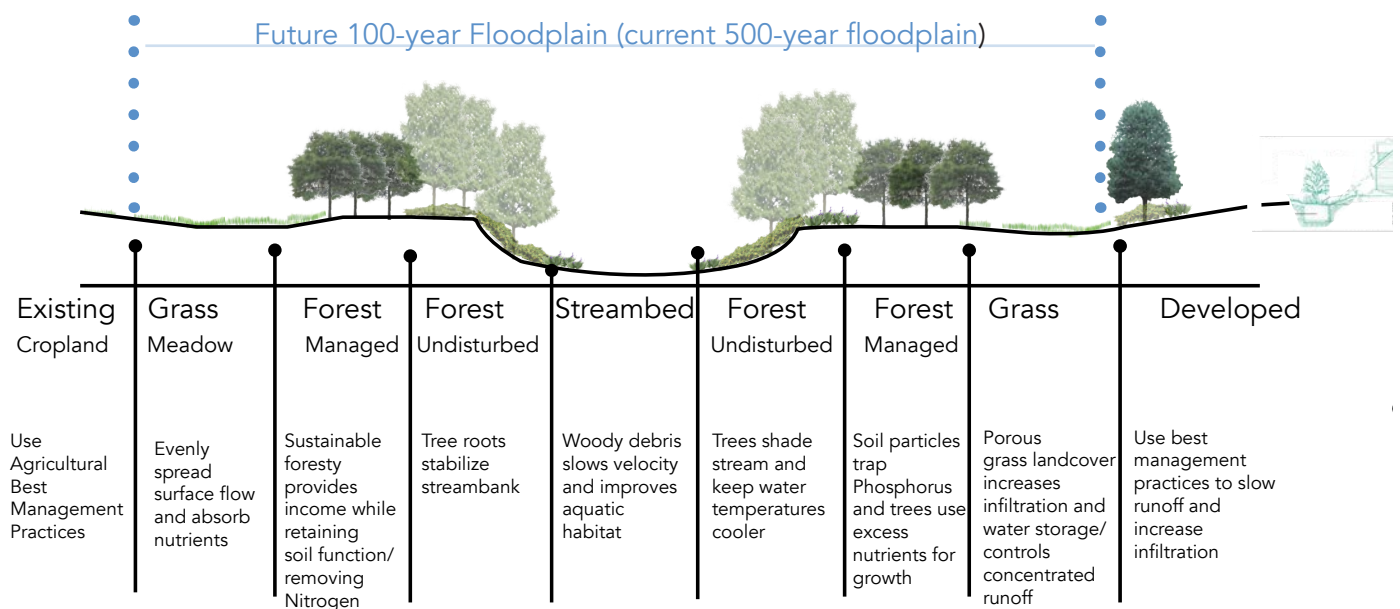 Future 100-year Floodplain (current 500-year floodplain)
Existing
Cropland
Grass
Meadow
Forest
Managed
Forest
Undisturbed
Streambed
Forest
Undisturbed
Forest
Managed
Grass
Developed
Use
Agricultural
Best
Management
Practices
Evenly
spread
surface flow
and absorb
nutrients
Sustainable
foresty
provides
income while
retaining
soil function/
removing
Nitrogen
Tree roots
stabilize
streambank
Woody debris
slows velocity
and improves
aquatic
habitat
Trees shade
stream and
keep water
temperatures
cooler
Soil particles
trap
Phosphorus
and trees use
excess
nutrients for
growth
Porous
grass landcover
increases
infiltration and
water storage/
controls
concentrated
runoff
Use best
management
practices to slow
runoff and
increase
infiltration